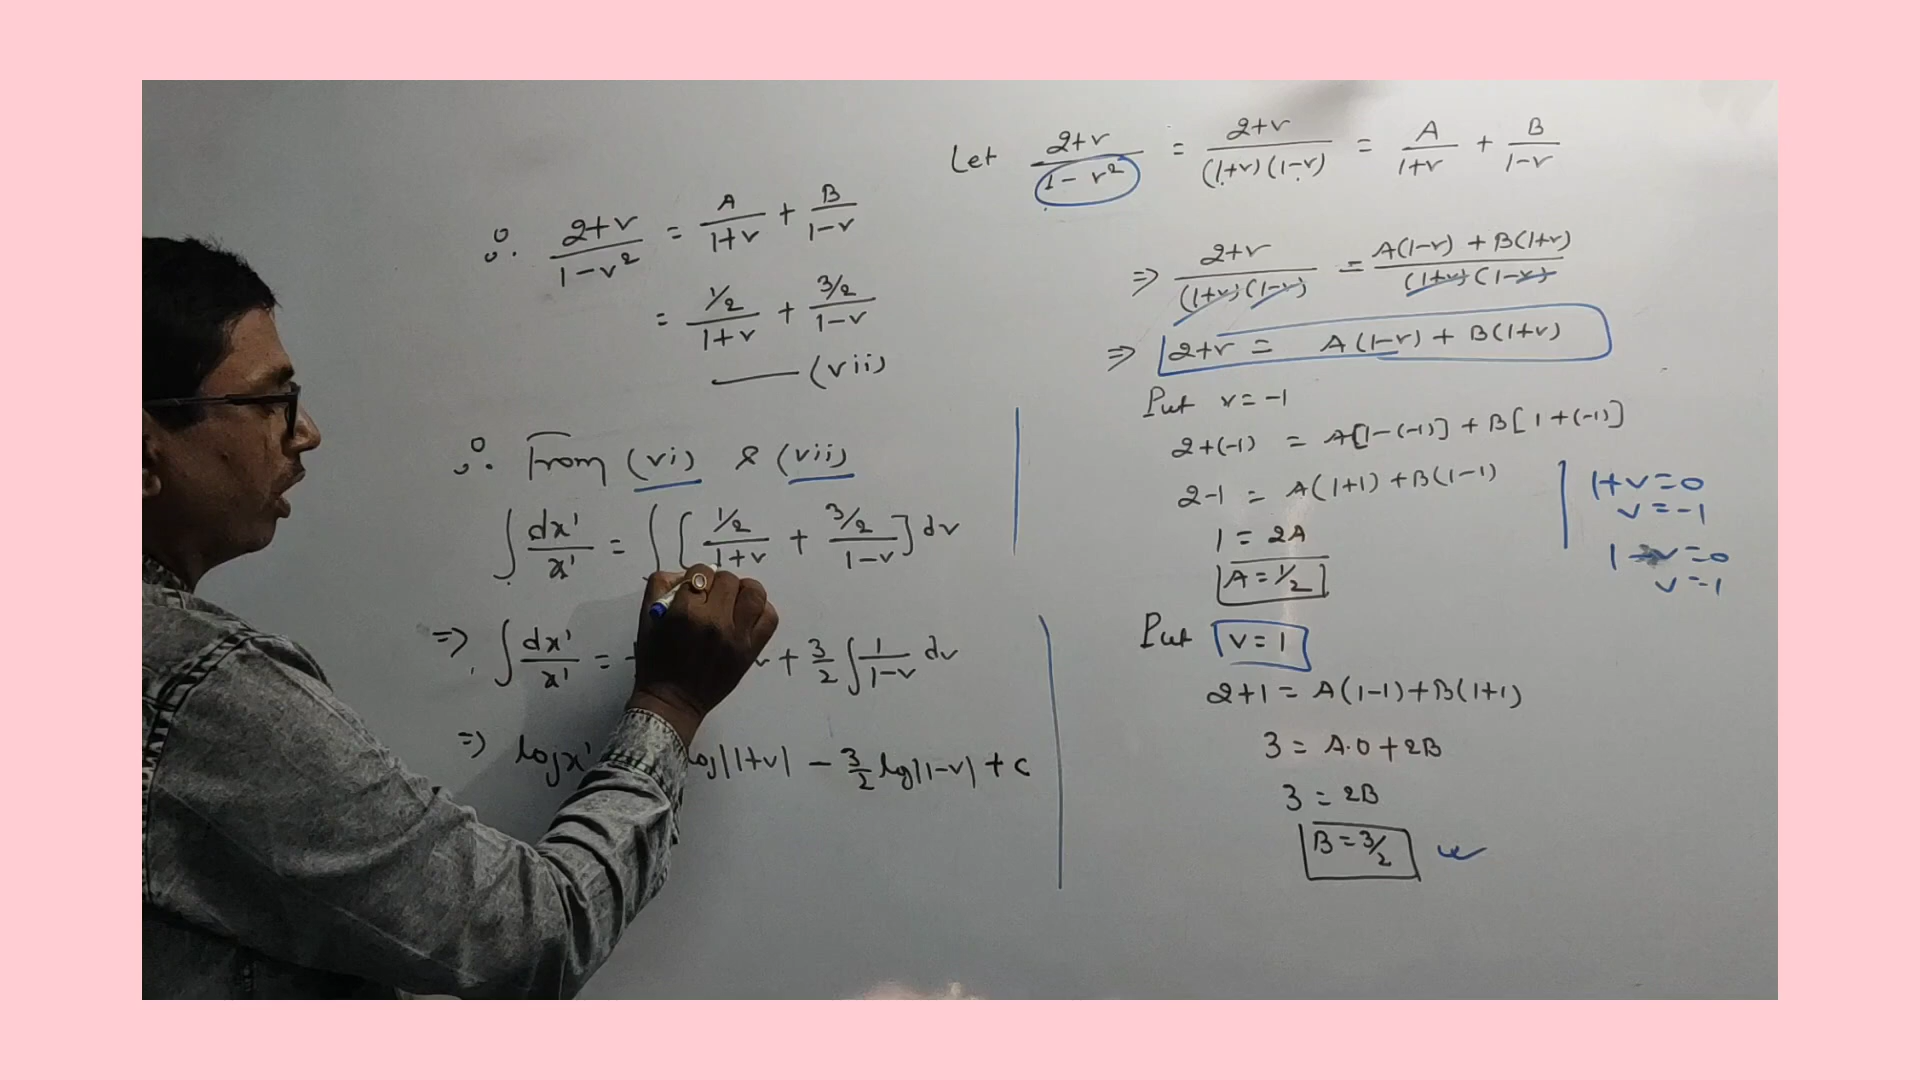 Let (2+v)/(1-v²) = (2+v)/((1+v)(1-v)) = A/(1+v) + B/(1-v)
⇒ (2+v)/((1+v)(1-v)) = (A(1-v) + B(1+v))/((1+v)(1-v))
⇒ 2+v = A(1-v) + B(1+v)
Put v = -1
2+(-1) = A[1-(-1)] + B[1+(-1)]
2-1 = A(1+1) + B(1-1)
1 = 2A
A = 1/2
1+v=0
v=-1
v=0
v=-1
Put v=1
2+1 = A(1-1)+B(1+1)
3 = A.0+2B
3 = 2B
B = 3/2
∴ (2+v)/(1-v²) = A/(1+v) + B/(1-v)
= (1/2)/(1+v) + (3/2)/(1-v)
—— (vii)
∴ From (vi) & (vii)
∫ dx'/x' = ∫ [(1/2)/(1+v) + (3/2)/(1-v)] dv
⇒ ∫ dx'/x' = + 3/2 ∫ 1/(1-v) dv
⇒ log x' log|1+v| - 3/2 log|1-v| + c